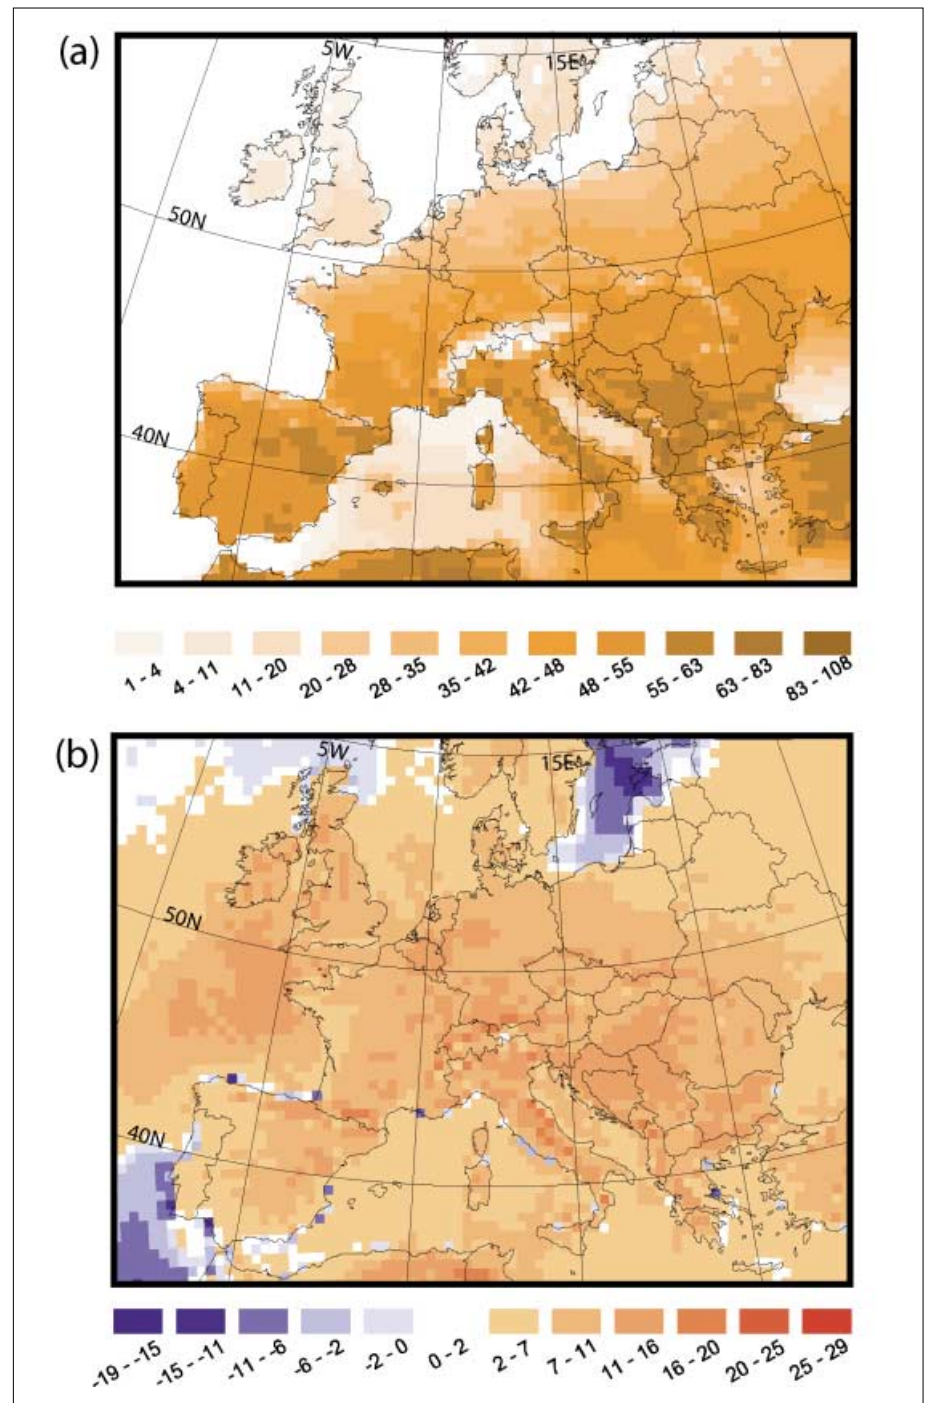 (a)
5W
15E
50N
40N
1 - 4
4 - 11
11 - 20
20 - 28
28 - 35
35 - 42
42 - 48
48 - 55
55 - 63
63 - 83
83 - 108
(b)
5W
15E
50N
40N
-19 - -15
-15 - -11
-11 - -6
-6 - -2
-2 - 0
0 - 2
2 - 7
7 - 11
11 - 16
16 - 20
20 - 25
25 - 29